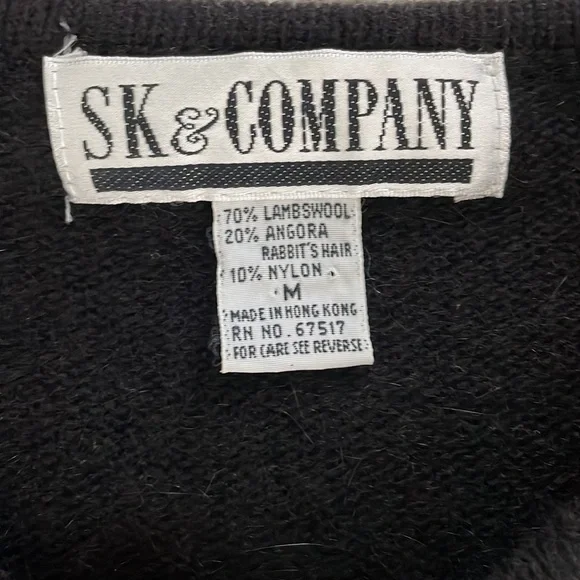 SK & COMPANY
70% LAMBSWOOL
20% ANGORA
RABBIT'S HAIR
10% NYLON
M
MADE IN HONG KONG
RN NO. 67517
FOR CARE SEE REVERSE